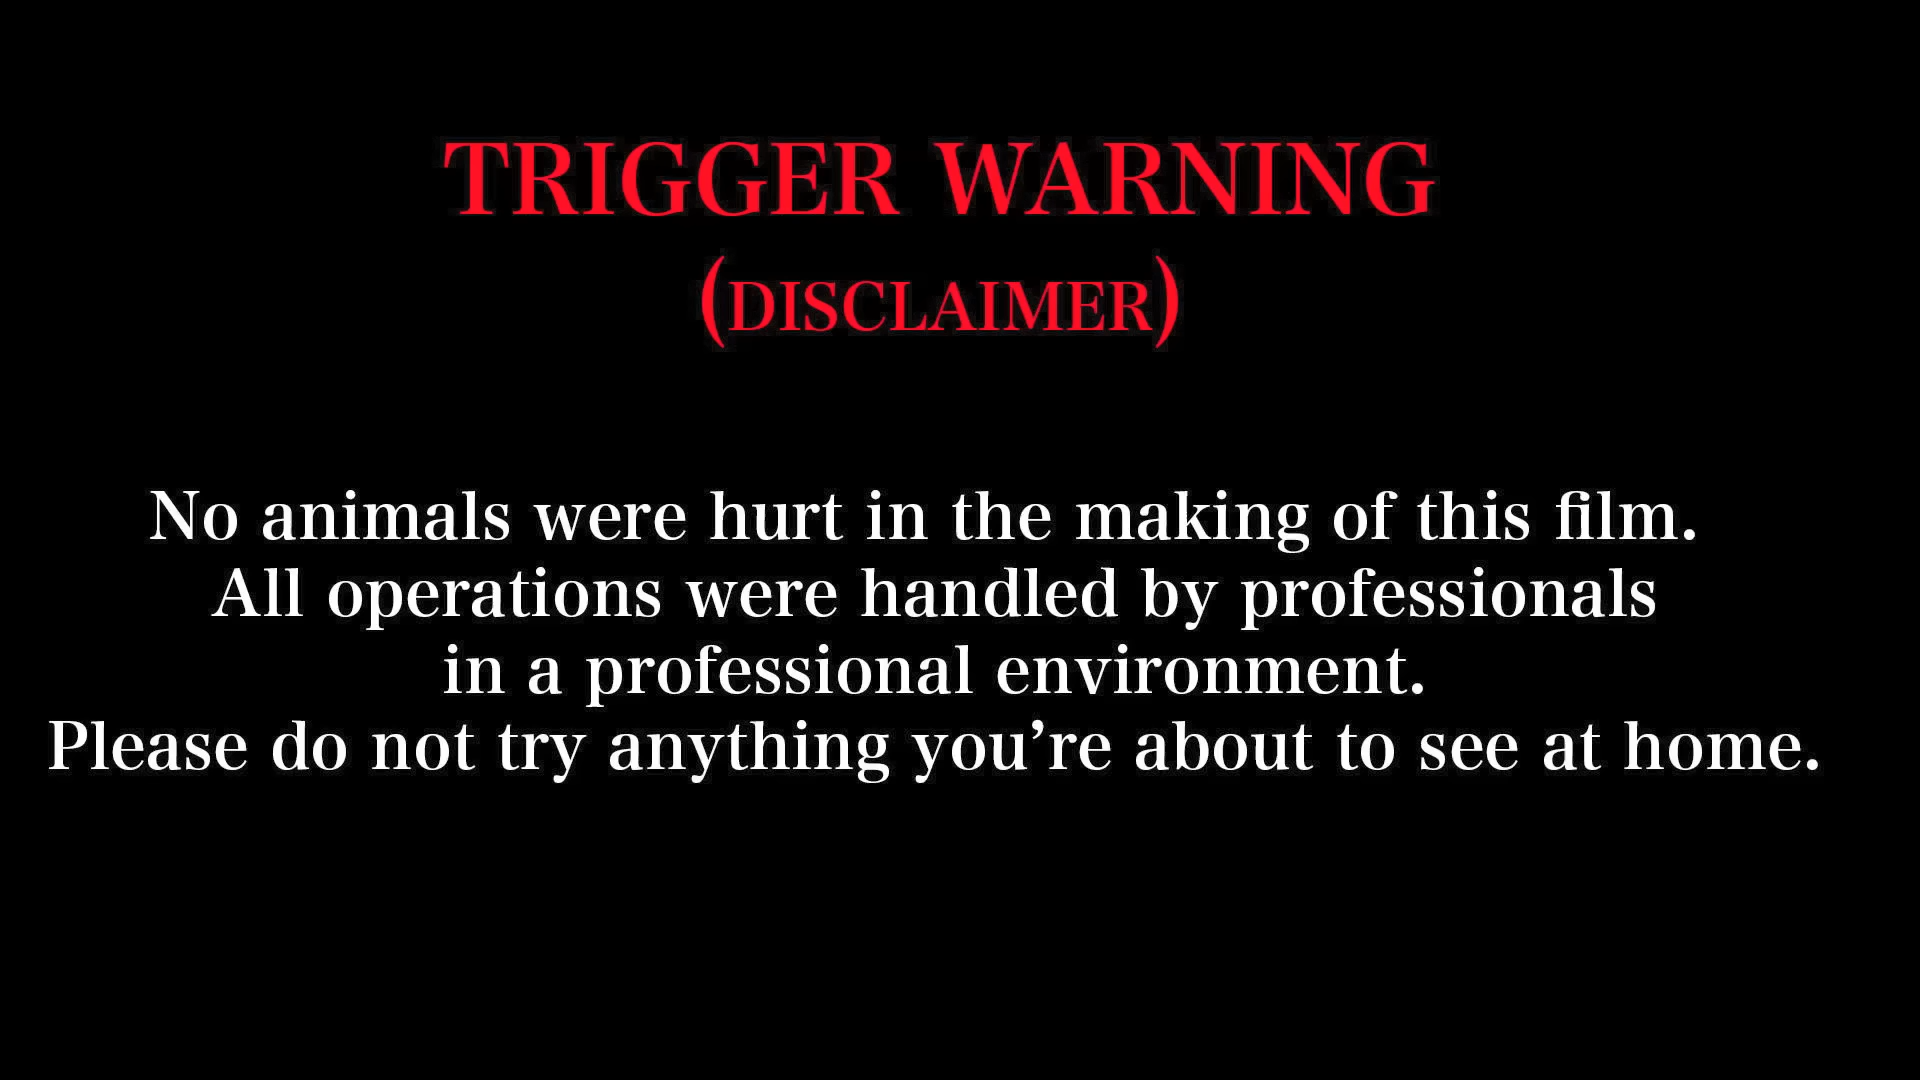 TRIGGER WARNING
(DISCLAIMER)
No animals were hurt in the making of this film.
All operations were handled by professionals
in a professional environment.
Please do not try anything you’re about to see at home.